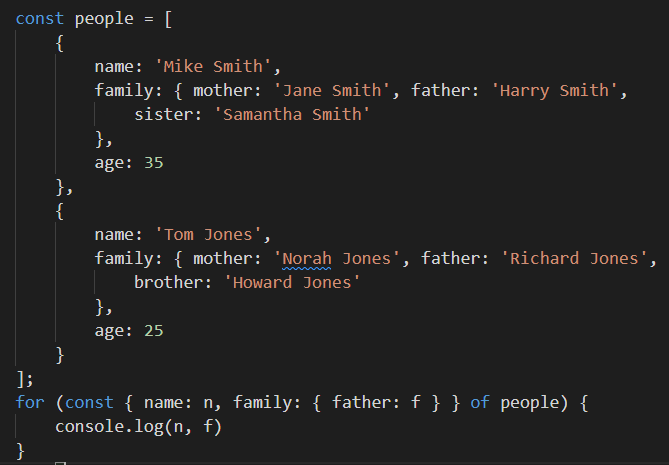 const people = [
    {
        name: 'Mike Smith',
        family: { mother: 'Jane Smith', father: 'Harry Smith',
            sister: 'Samantha Smith'
        },
        age: 35
    },
    {
        name: 'Tom Jones',
        family: { mother: 'Norah Jones', father: 'Richard Jones',
            brother: 'Howard Jones'
        },
        age: 25
    }
];
for (const { name: n, family: { father: f } } of people) {
    console.log(n, f)
}